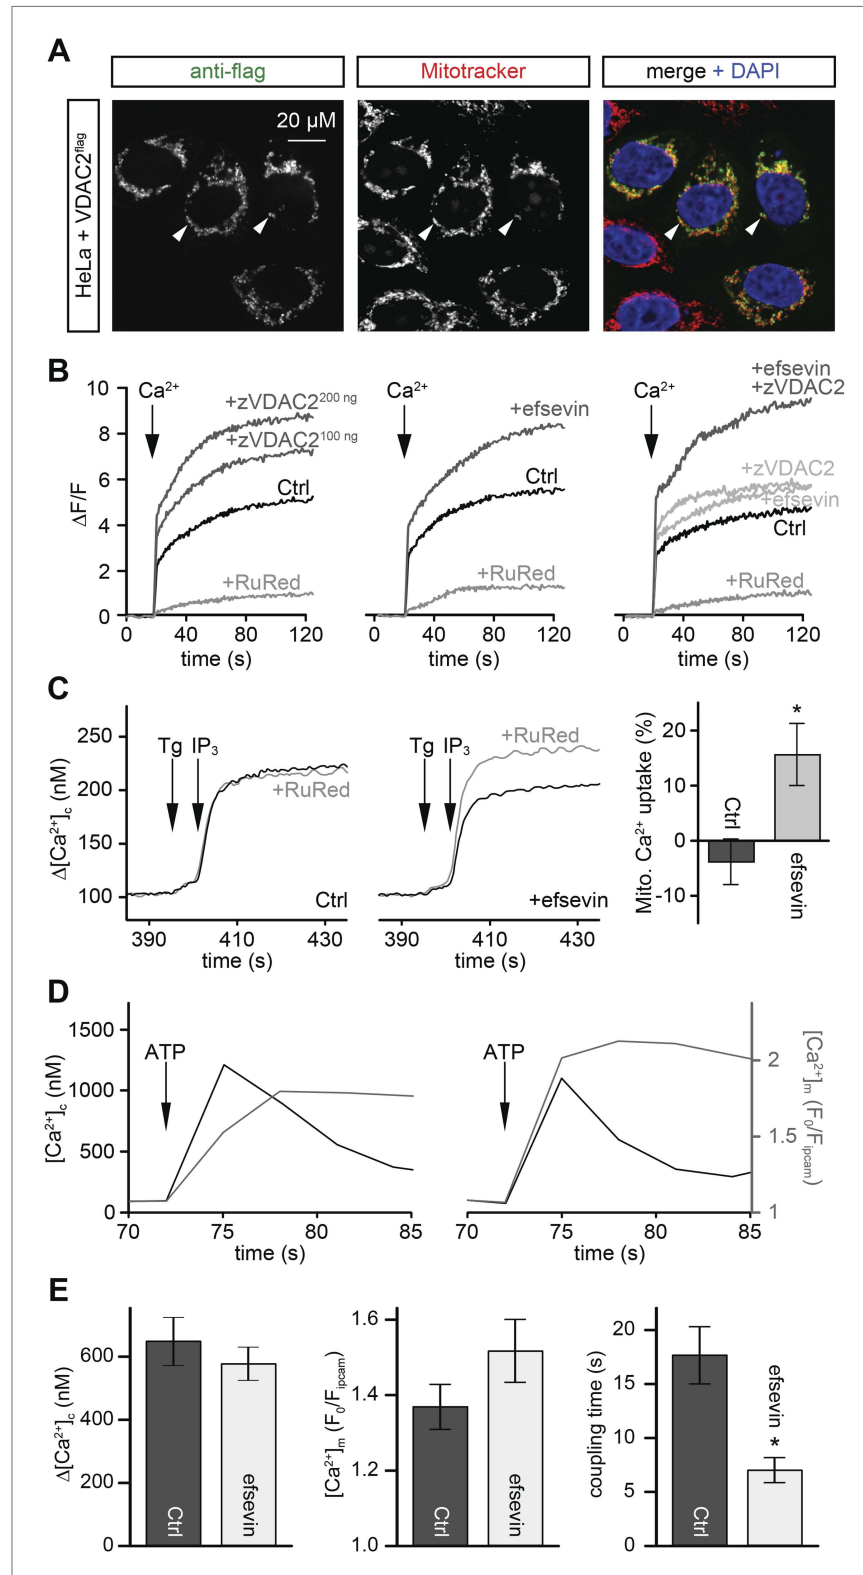 A
anti-flag
Mitotracker
merge + DAPI
HeLa + VDAC2flag
20 µM
B
ΔF/F
10
8
6
4
2
0
Ca²⁺
+zVDAC2²⁰⁰ ⁿᵍ
+zVDAC2¹⁰⁰ ⁿᵍ
Ctrl
+RuRed
0 40 80 120
time (s)
Ca²⁺
+efsevin
Ctrl
+RuRed
0 40 80 120
time (s)
Ca²⁺
+efsevin
+zVDAC2
+zVDAC2
+efsevin
Ctrl
+RuRed
0 40 80 120
time (s)
C
Δ[Ca²⁺]c (nM)
250
200
150
100
Tg IP₃
+RuRed
Ctrl
390 410 430
time (s)
Tg IP₃
+RuRed
+efsevin
390 410 430
time (s)
Mito. Ca²⁺ uptake (%)
20
10
0
-10
Ctrl
*
efsevin
D
[Ca²⁺]c (nM)
1500
1000
500
0
ATP
70 75 80 85
time (s)
ATP
70 75 80 85
time (s)
2
1.5
1
[Ca²⁺]m (F₀/Fipcam)
E
Δ[Ca²⁺]c (nM)
600
400
200
0
Ctrl
efsevin
[Ca²⁺]m (F₀/Fipcam)
1.6
1.4
1.2
1.0
Ctrl
efsevin
coupling time (s)
20
15
10
5
0
Ctrl
efsevin
*